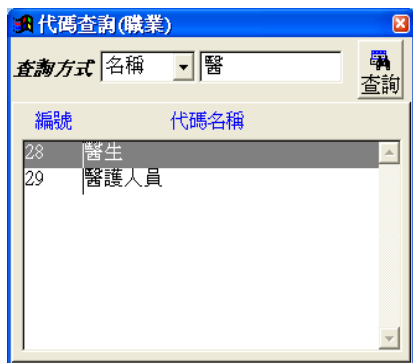 代碼查詢(職業)
查詢方式 名稱 醫 查詢
編號 代碼名稱
28 醫生
29 醫護人員